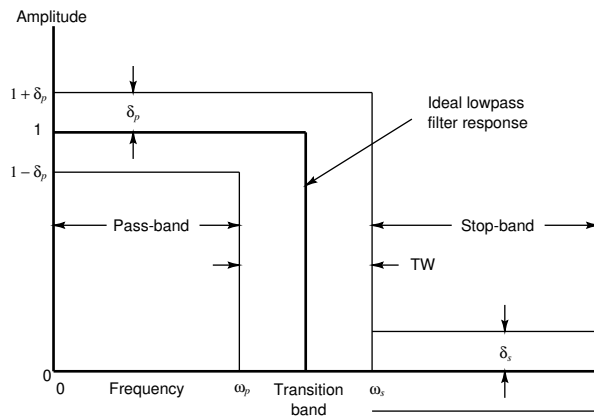 Amplitude
1 + δp
δp
1
1 − δp
Ideal lowpass
filter response
Pass-band
Stop-band
TW
δs
0
0
Frequency
ωp
Transition
band
ωs